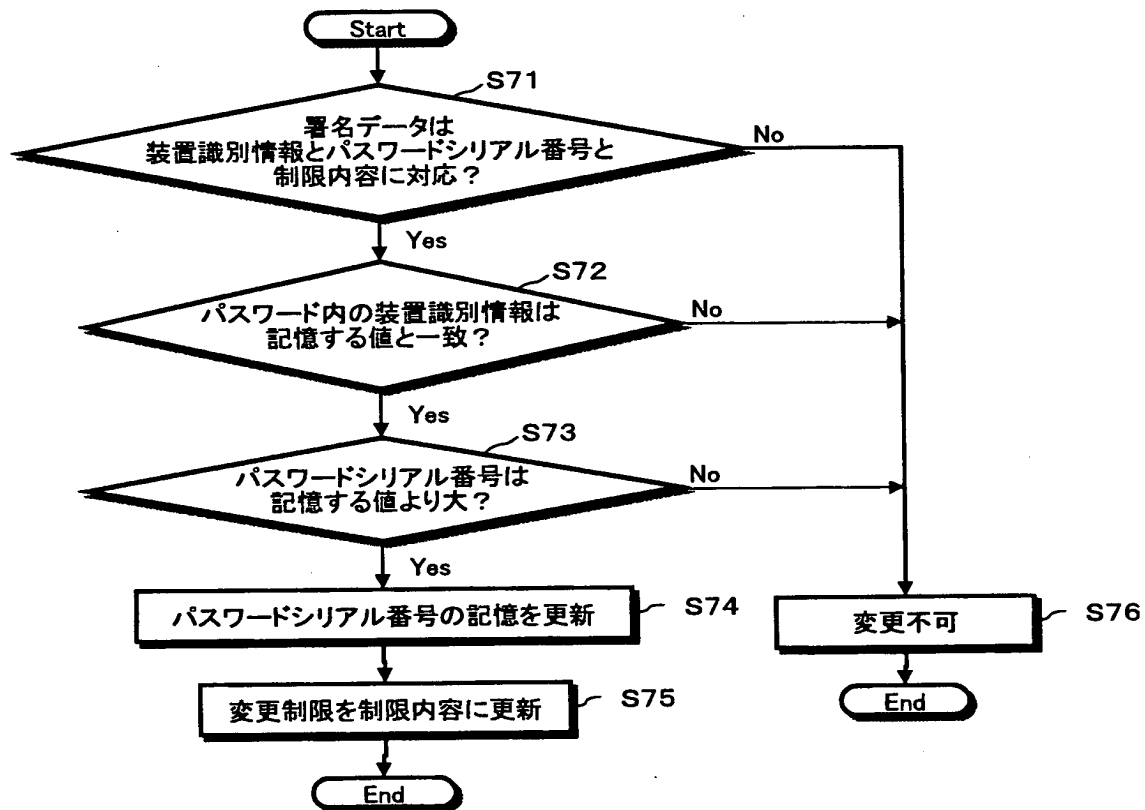 Start
S71
署名データは
装置識別情報とパスワードシリアル番号と
制限内容に対応？
No
Yes
S72
パスワード内の装置識別情報は
記憶する値と一致？
No
Yes
S73
パスワードシリアル番号は
記憶する値より大？
No
Yes
パスワードシリアル番号の記憶を更新
S74
変更不可
S76
変更制限を制限内容に更新
S75
End
End